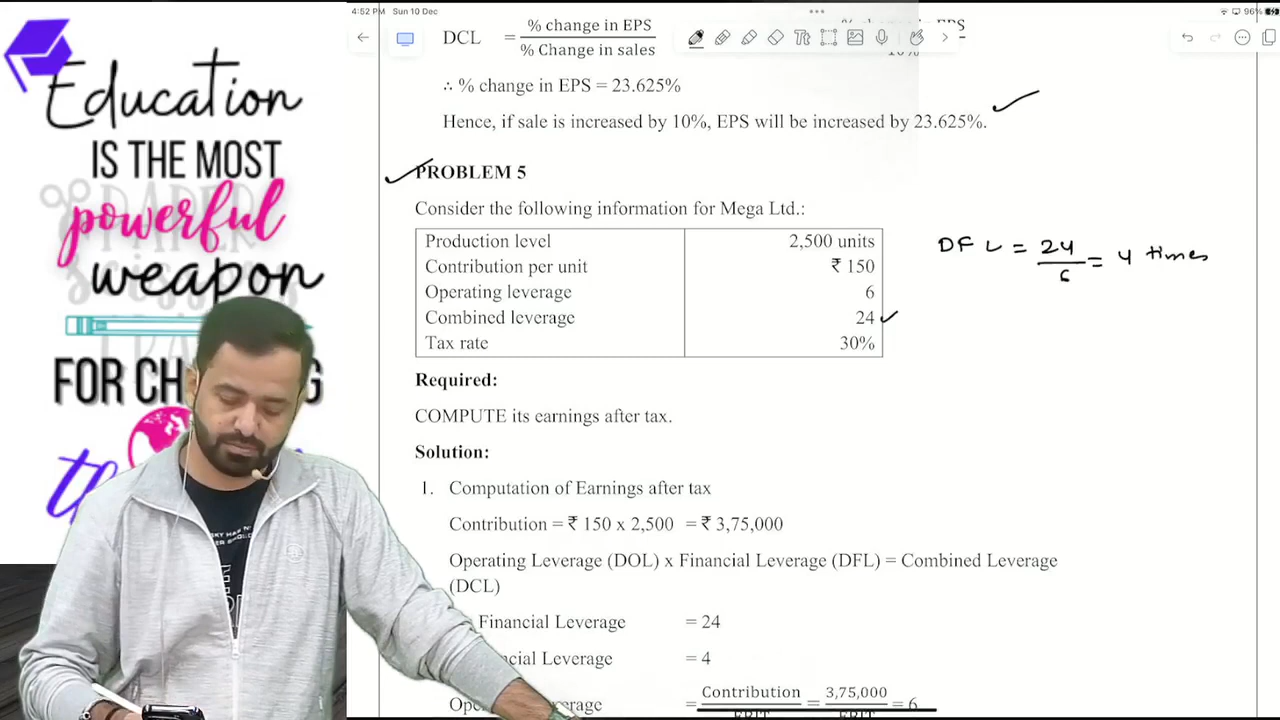 4:52 PM Sun 10 Dec
96%
Education
IS THE MOST
powerful
weapon
FOR
DCL = % change in EPS / % Change in sales
10%
∴ % change in EPS = 23.625%
Hence, if sale is increased by 10%, EPS will be increased by 23.625%.
PROBLEM 5
Consider the following information for Mega Ltd.:
Production level 2,500 units
Contribution per unit ₹ 150
Operating leverage 6
Combined leverage 24
Tax rate 30%
DFL = 24 / 6 = 4 times
Required:
COMPUTE its earnings after tax.
Solution:
1. Computation of Earnings after tax
Contribution = ₹ 150 x 2,500 = ₹ 3,75,000
Operating Leverage (DOL) x Financial Leverage (DFL) = Combined Leverage
(DCL)
Financial Leverage = 24
Leverage = 4
= Contribution / EBIT = 3,75,000 / EBIT = 6